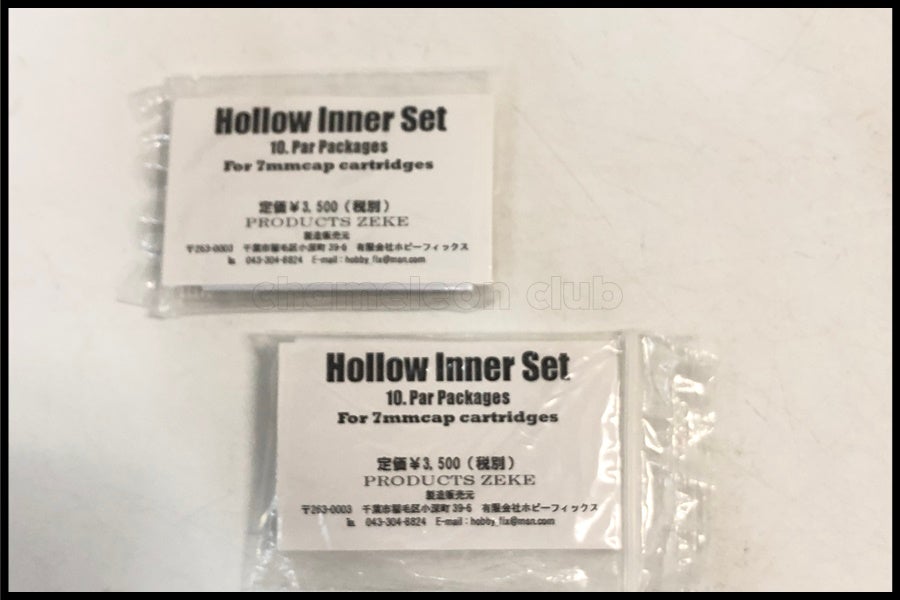 Hollow Inner Set
10. Par Packages
For 7mmcap cartridges
定価￥3,500（税別）
PRODUCTS ZEKE
製造販売元
〒263-0003 千葉市稲毛区小深町39-6 有限会社ホビーフィックス
℡ 043-304-8824 E-mail：hobby_fix@msn.com
chameleon club
Hollow Inner Set
10. Par Packages
For 7mmcap cartridges
定価￥3,500（税別）
PRODUCTS ZEKE
製造販売元
〒263-0003 千葉市稲毛区小深町39-6 有限会社ホビーフィックス
℡ 043-304-8824 E-mail：hobby_fix@msn.com